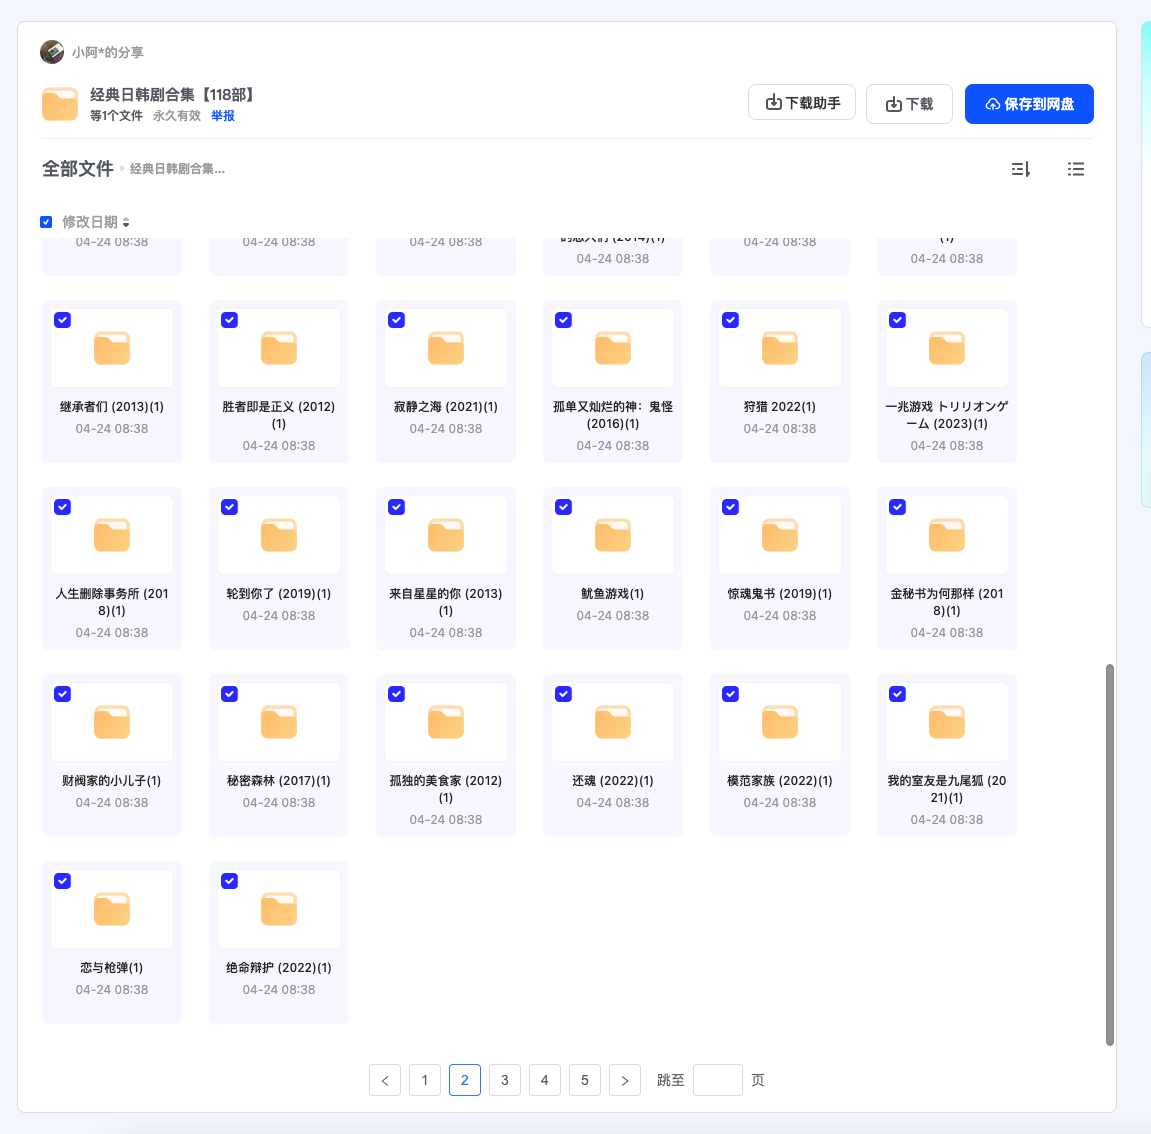 小阿*的分享
经典日韩剧合集【118部】
等1个文件 永久有效 举报
下载助手
下载
保存到网盘
全部文件 经典日韩剧合集...
修改日期
04-24 08:38
04-24 08:38
04-24 08:38
(2014)(1)
04-24 08:38
04-24 08:38
(1)
04-24 08:38
继承者们 (2013)(1)
04-24 08:38
胜者即是正义 (2012)
(1)
04-24 08:38
寂静之海 (2021)(1)
04-24 08:38
孤单又灿烂的神：鬼怪
(2016)(1)
04-24 08:38
狩猎 2022(1)
04-24 08:38
一兆游戏 トリリオンゲ
ーム (2023)(1)
04-24 08:38
人生删除事务所 (201
8)(1)
04-24 08:38
轮到你了 (2019)(1)
04-24 08:38
来自星星的你 (2013)
(1)
04-24 08:38
鱿鱼游戏(1)
04-24 08:38
惊魂鬼书 (2019)(1)
04-24 08:38
金秘书为何那样 (201
8)(1)
04-24 08:38
财阀家的小儿子(1)
04-24 08:38
秘密森林 (2017)(1)
04-24 08:38
孤独的美食家 (2012)
(1)
04-24 08:38
还魂 (2022)(1)
04-24 08:38
模范家族 (2022)(1)
04-24 08:38
我的室友是九尾狐 (20
21)(1)
04-24 08:38
恋与枪弹(1)
04-24 08:38
绝命辩护 (2022)(1)
04-24 08:38
< 1 2 3 4 5 > 跳至 页